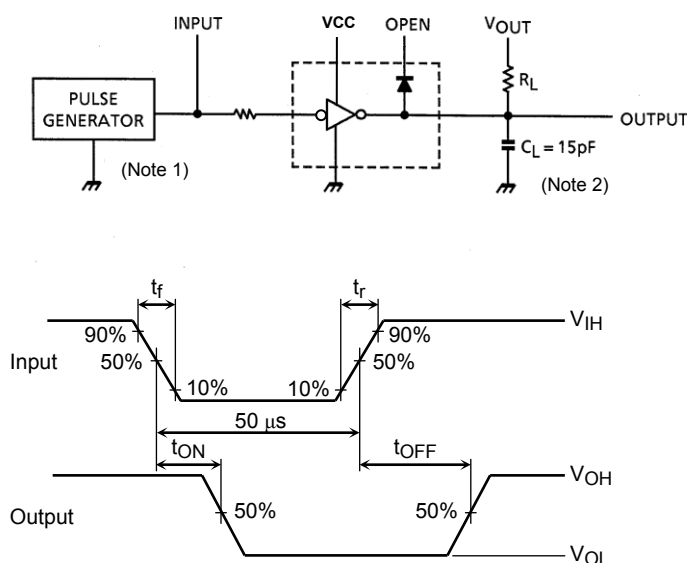 INPUT
VCC
OPEN
VOUT
PULSE
GENERATOR
RL
OUTPUT
CL = 15pF
(Note 1)
(Note 2)
tf
tr
VIH
90%
90%
Input
50%
50%
10%
10%
50 μs
tON
tOFF
VOH
Output
50%
50%
VOL